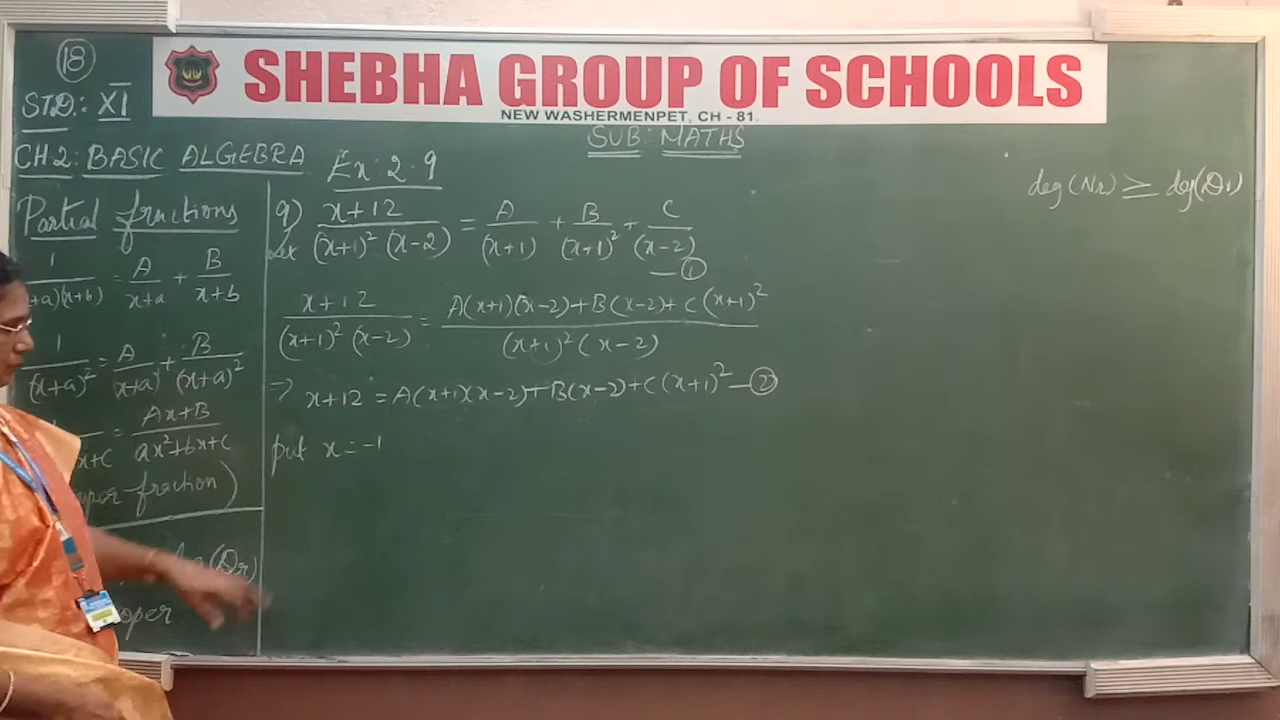 18
SHEBHA GROUP OF SCHOOLS
NEW WASHERMENPET, CH - 81.
STD: XI
SUB: MATHS
CH 2: BASIC ALGEBRA
Ex: 2.9
deg(Nr) ≥ deg(Dr)
Partial fractions
1/(x+a)(x+b) = A/x+a + B/x+b
1/(x+a)² = A/(x+a) + B/(x+a)²
x+C = Ax+B/ax²+bx+C
fraction)
(Dr)
9) x+12/(x+1)² (x-2) = A/(x+1) + B/(x+1)² + C/(x-2) —①
x+12/(x+1)² (x-2) = A(x+1)(x-2)+B(x-2)+C(x+1)²/(x+1)² (x-2)
⇒ x+12 = A(x+1)(x-2)+B(x-2)+C(x+1)² —②
put x = -1